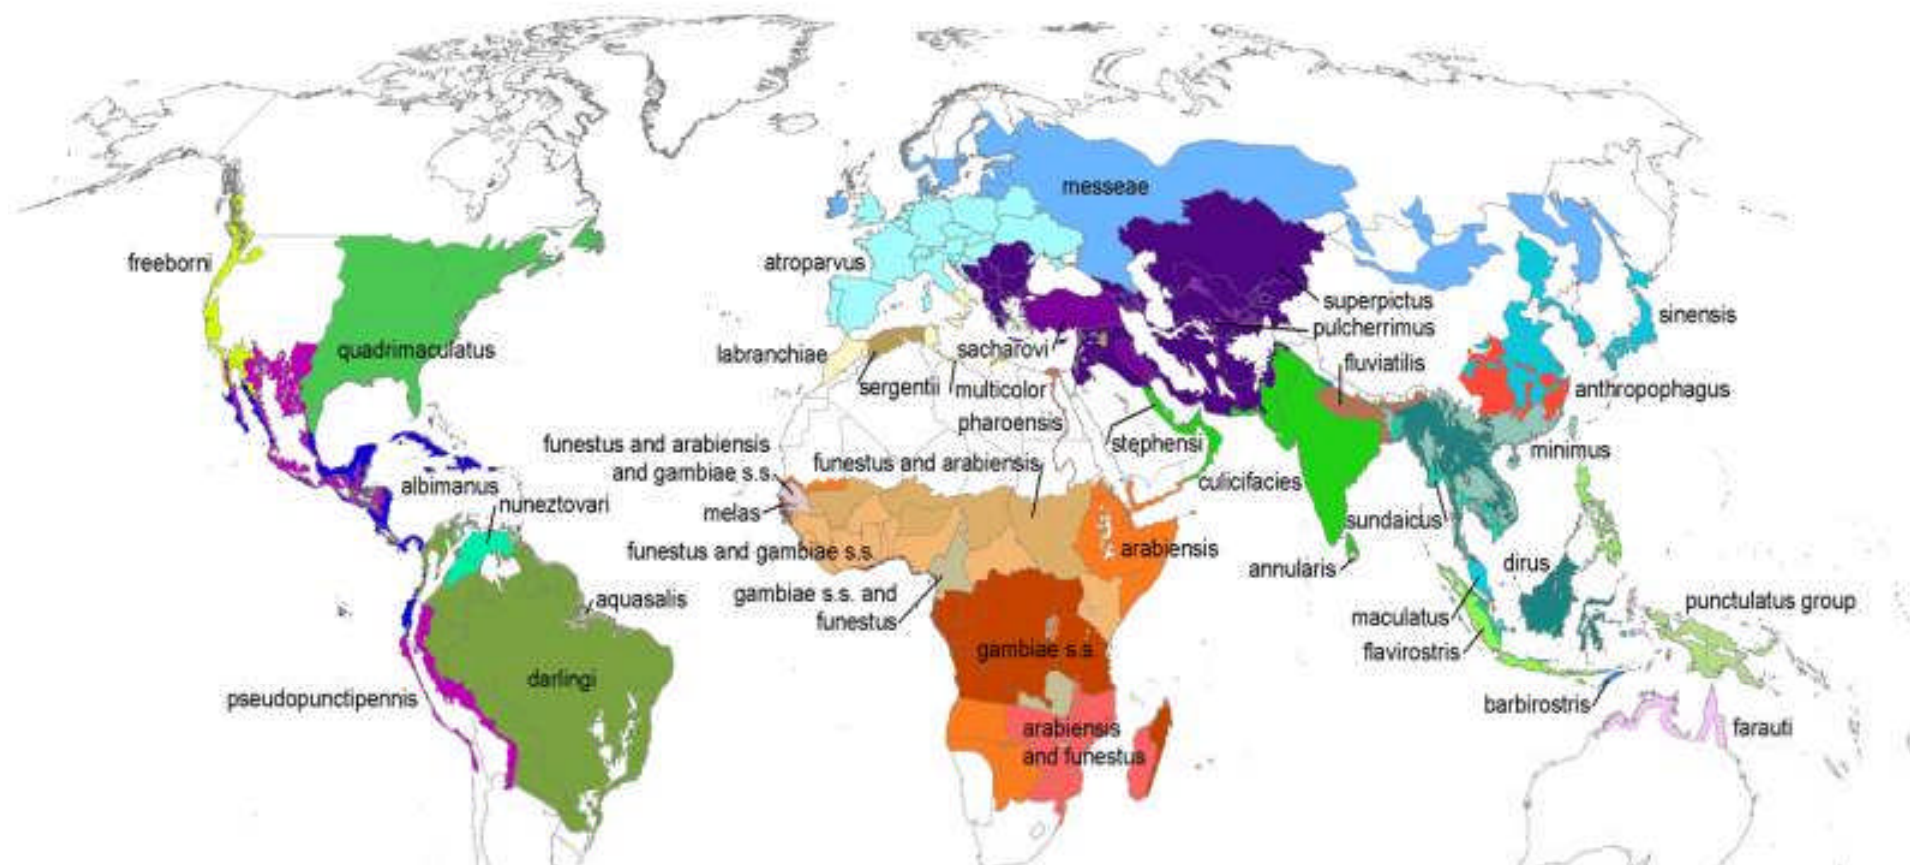 messeae
freeborni
atroparvus
superpictus
pulcherrimus
sinensis
quadrimaculatus
labranchiae
sacharovi
fluviatilis
sergentii
multicolor
anthropophagus
pharoensis
stephensi
funestus and arabiensis
and gambiae s.s.
funestus and arabiensis
minimus
albimanus
culicifacies
nuneztovari
melas
sundaicus
funestus and gambiae s.s.
arabiensis
annularis
dirus
gambiae s.s. and
funestus
aquasalis
punctulatus group
maculatus
gambiae s.s.
flavirostris
darlingi
pseudopunctipennis
barbirostris
arabiensis
and funestus
farauti